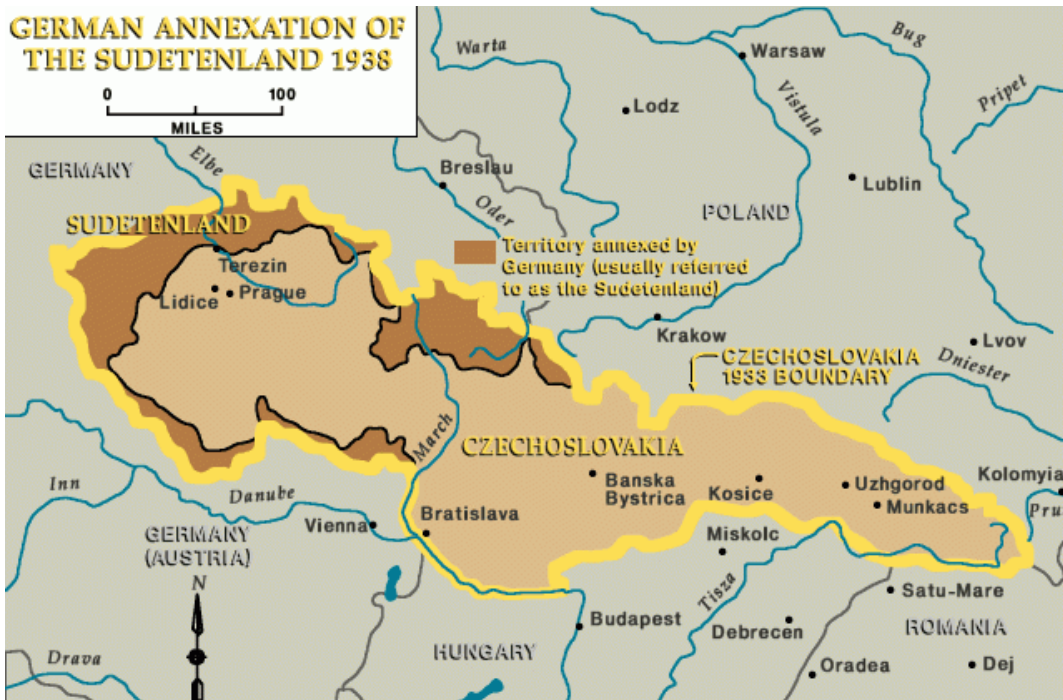 GERMAN ANNEXATION OF
THE SUDETENLAND 1938
0 100
MILES
Warta
Warsaw
Bug
Pripet
Lodz
Vistula
Elbe
GERMANY
Breslau
Oder
Lublin
POLAND
SUDETENLAND
Territory annexed by
Germany (usually referred
to as the Sudetenland)
Terezin
Lidice
Prague
Krakow
Lvov
CZECHOSLOVAKIA
1933 BOUNDARY
Dniester
March
CZECHOSLOVAKIA
Banska
Bystrica
Kosice
Uzhgorod
Munkacs
Kolomyia
Prut
Inn
Danube
Vienna
Bratislava
GERMANY
(AUSTRIA)
Miskolc
Tisza
N
Satu-Mare
Budapest
Debrecen
ROMANIA
HUNGARY
Drava
Oradea
Dej